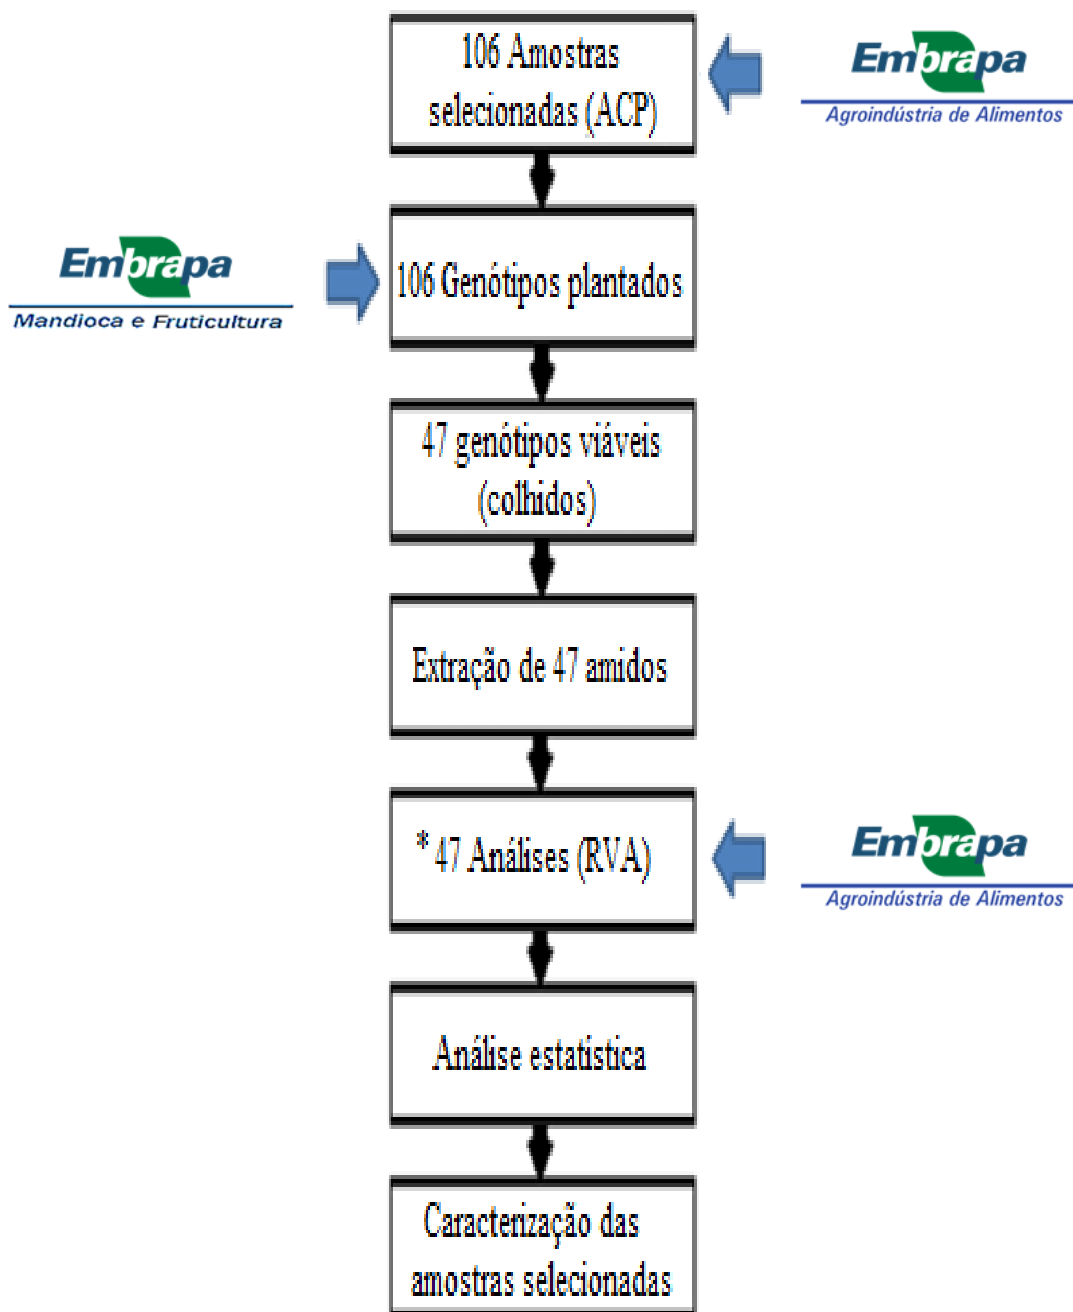 106 Amostras
selecionadas (ACP)
Embrapa
Agroindústria de Alimentos
Embrapa
Mandioca e Fruticultura
106 Genótipos plantados
47 genótipos viáveis
(colhidos)
Extração de 47 amidos
* 47 Análises (RVA)
Embrapa
Agroindústria de Alimentos
Análise estatística
Caracterização das
amostras selecionadas